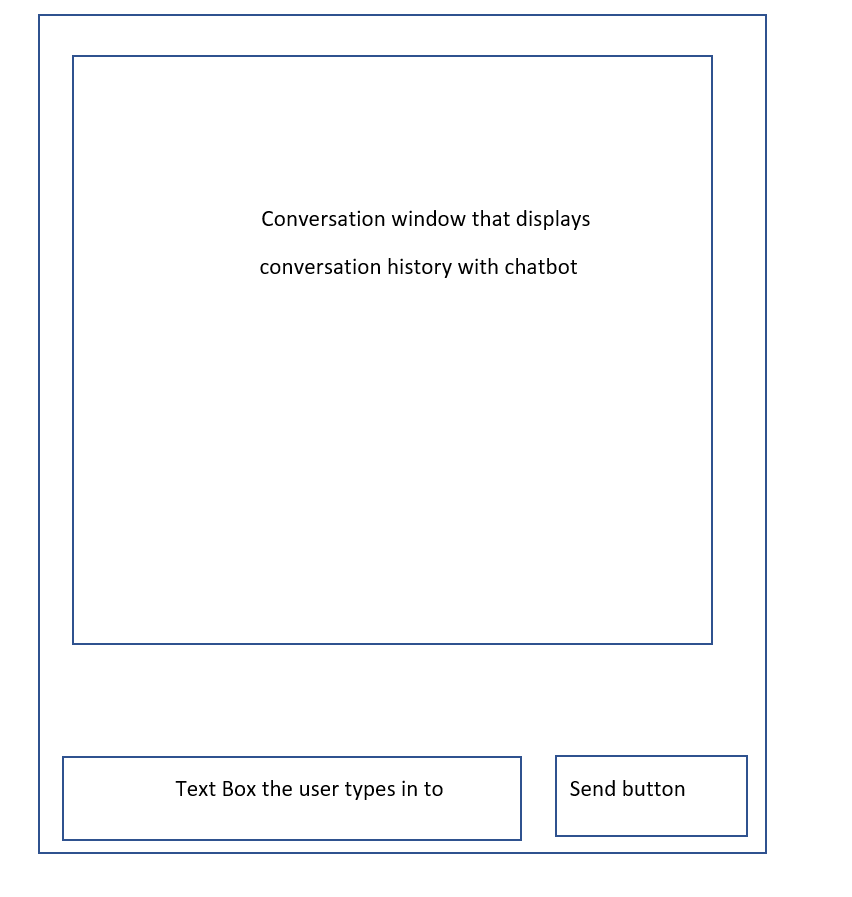 Conversation window that displays
conversation history with chatbot
Text Box the user types in to
Send button